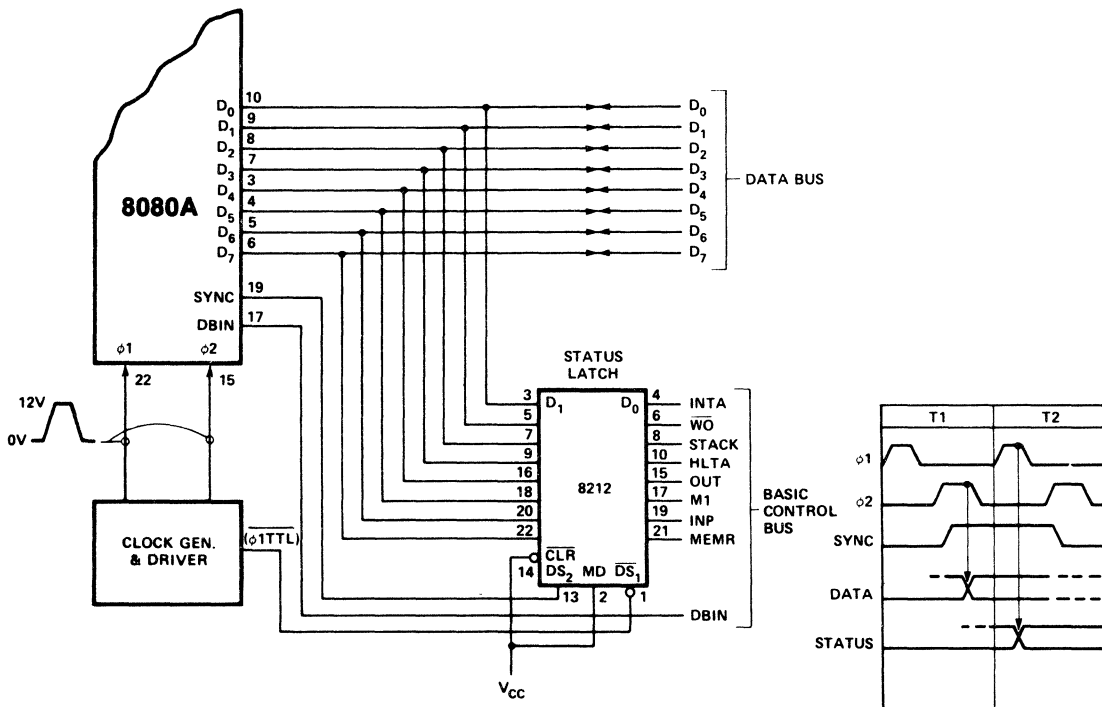 8080A
D0 10
D1 9
D2 8
D3 7
D4 3
D5 4
D6 5
D7 6
SYNC 19
DBIN 17
φ1 φ2
22 15
D0
D1
D2
D3
D4
D5
D6
D7
DATA BUS
12V
0V
CLOCK GEN.
& DRIVER
(φ1TTL)
STATUS
LATCH
3 D1 D0 4 INTA
5 6 WO
7 8 STACK
9 10 HLTA
16 15 OUT
18 17 M1
20 19 INP
22 21 MEMR
8212
CLR
14 DS2 MD DS1
13 2 1
DBIN
VCC
BASIC
CONTROL
BUS
T1 T2
φ1
φ2
SYNC
DATA
STATUS